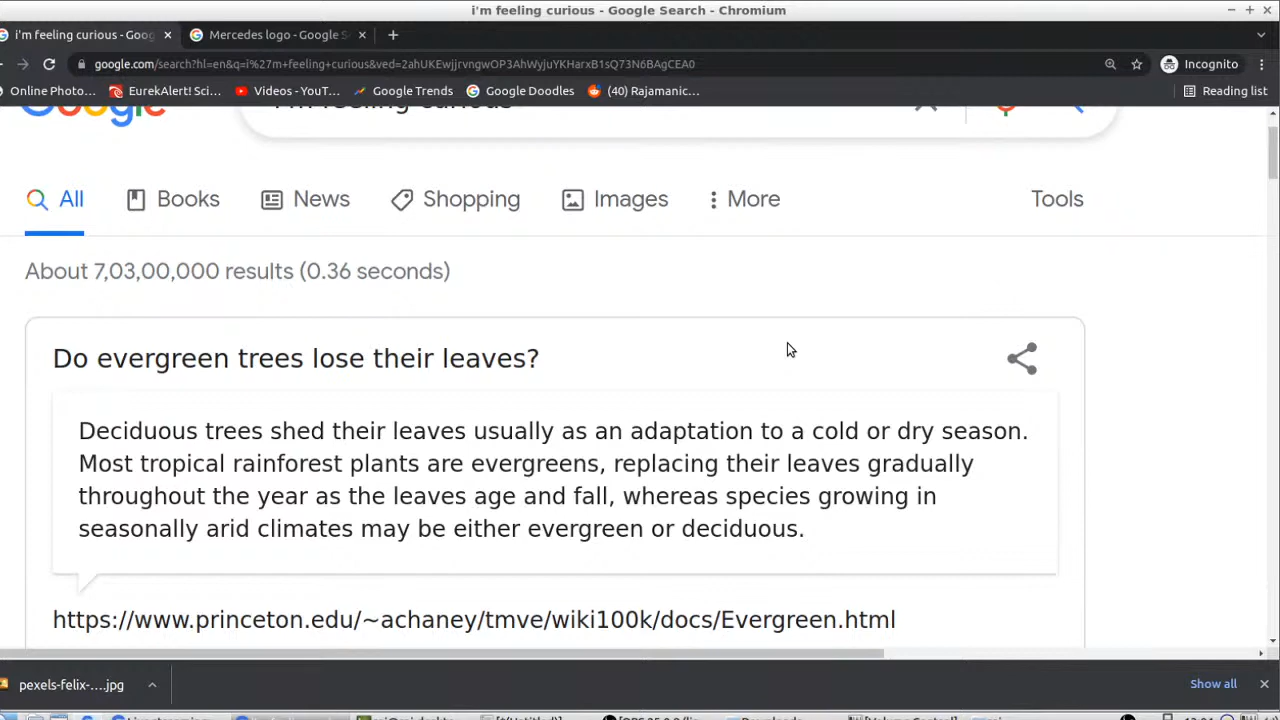 i'm feeling curious - Google Search - Chromium
i'm feeling curious - Goog
Mercedes logo - Google S
google.com/search?hl=en&q=i%27m+feeling+curious&ved=2ahUKEwjjrvngwOP3AhWyjuYKHarxB1sQ73N6BAgCEA0
Incognito
Online Photo…
EurekAlert! Sci…
Videos - YouT…
Google Trends
Google Doodles
(40) Rajamanic…
Reading list
Google
i'm feeling curious
All
Books
News
Shopping
Images
More
Tools
About 7,03,00,000 results (0.36 seconds)
Do evergreen trees lose their leaves?
Deciduous trees shed their leaves usually as an adaptation to a cold or dry season.
Most tropical rainforest plants are evergreens, replacing their leaves gradually
throughout the year as the leaves age and fall, whereas species growing in
seasonally arid climates may be either evergreen or deciduous.
https://www.princeton.edu/~achaney/tmve/wiki100k/docs/Evergreen.html
pexels-felix-....jpg
Show all